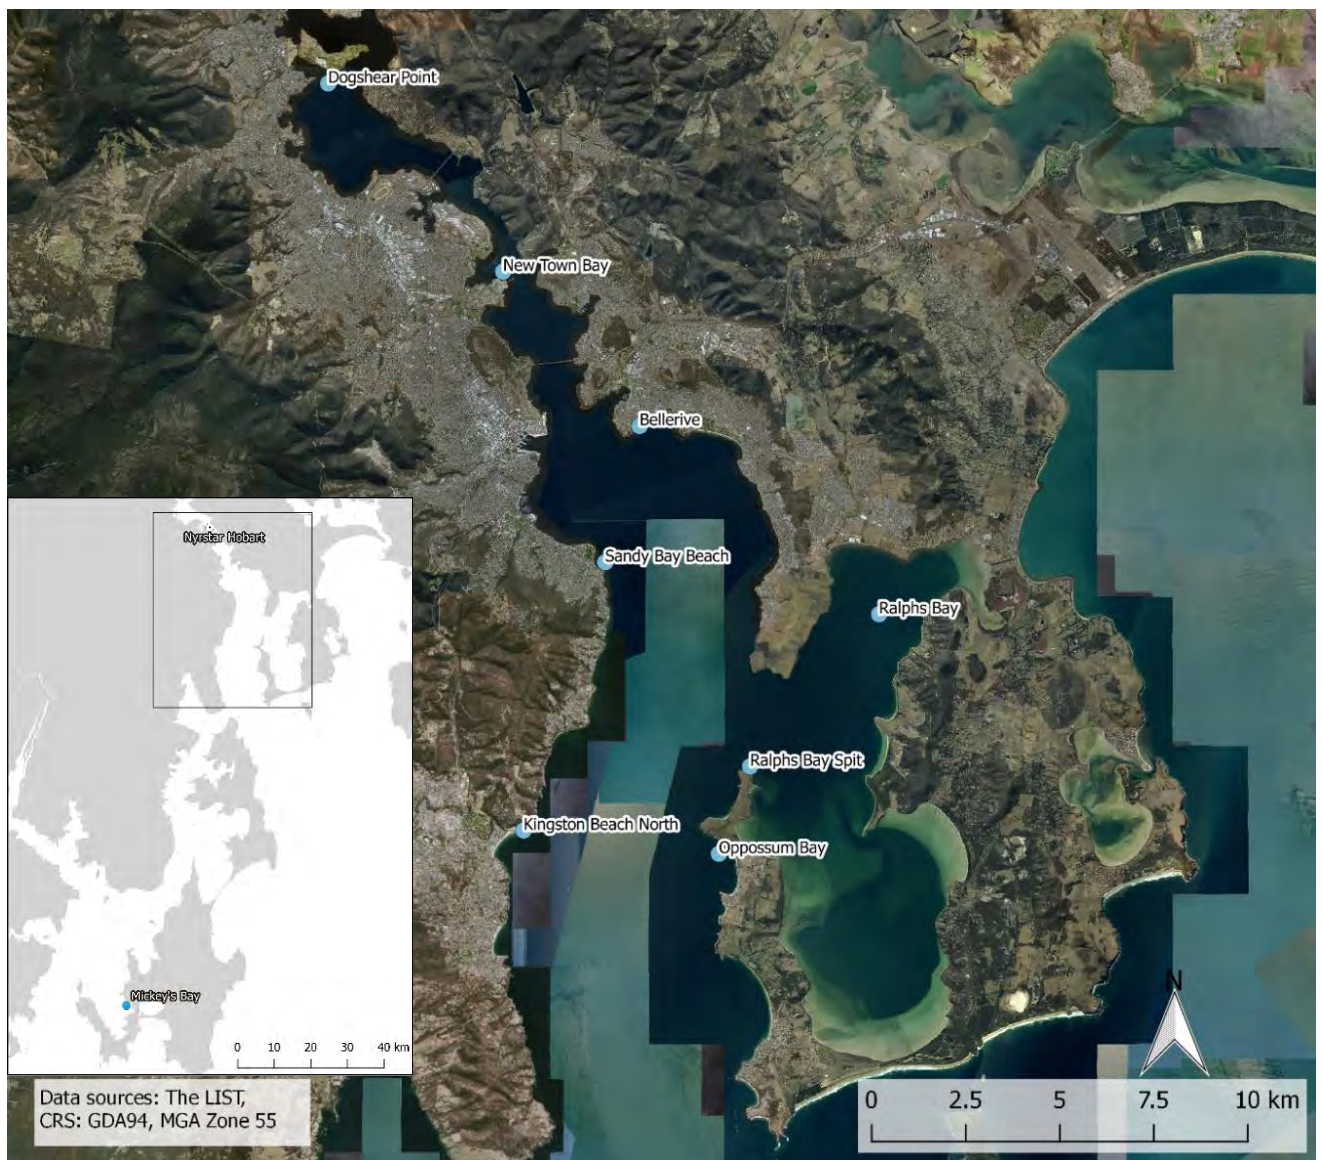 Dogshear Point
New Town Bay
Bellerive
Sandy Bay Beach
Ralphs Bay
Ralphs Bay Spit
Kingston Beach North
Oppossum Bay
Nyrstar Hobart
Mickey's Bay
0 10 20 30 40 km
N
Data sources: The LIST,
CRS: GDA94, MGA Zone 55
0 2.5 5 7.5 10 km